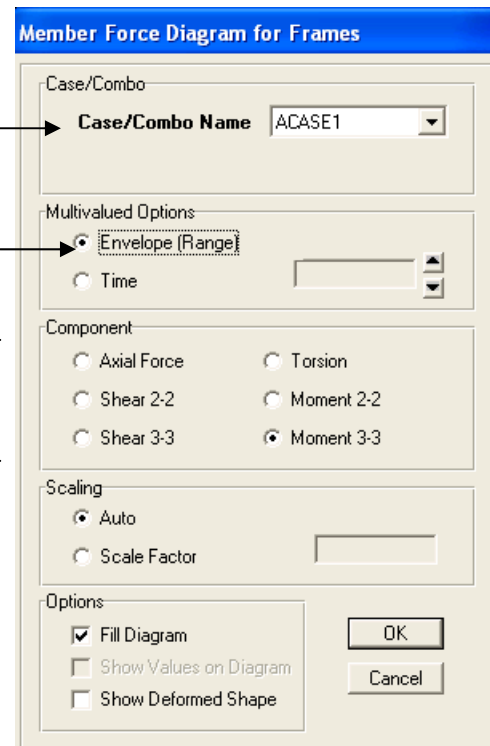 Member Force Diagram for Frames
Case/Combo
Case/Combo Name ACASE1
Multivalued Options
Envelope (Range)
Time
Component
Axial Force Torsion
Shear 2-2 Moment 2-2
Shear 3-3 Moment 3-3
Scaling
Auto
Scale Factor
Options
Fill Diagram OK
Show Values on Diagram
Cancel
Show Deformed Shape